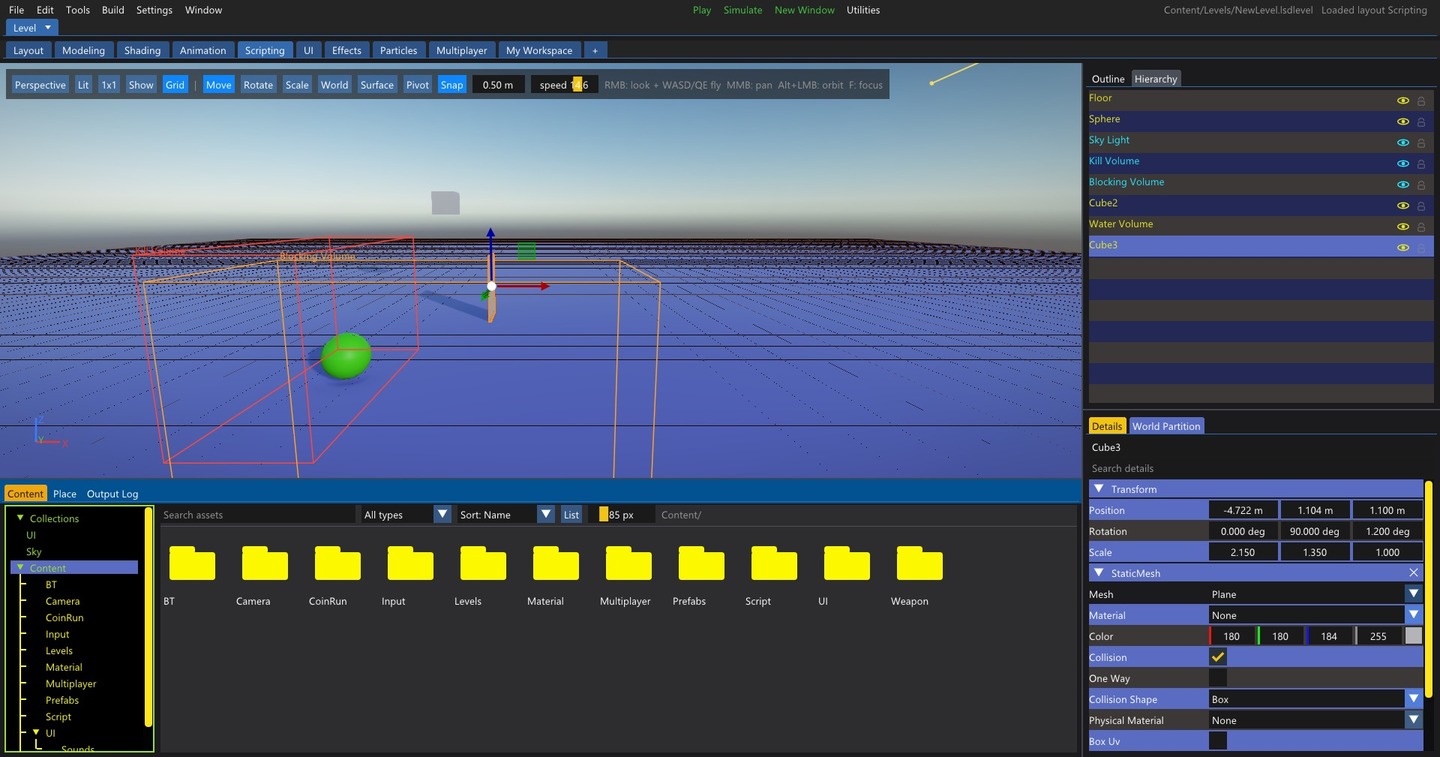 File Edit Tools Build Settings Window Play Simulate New Window Utilities Content/Levels/NewLevel.lsdlevel Loaded layout Scripting
Level
Layout Modeling Shading Animation Scripting UI Effects Particles Multiplayer My Workspace +
Perspective Lit 1x1 Show Grid | Move Rotate Scale World Surface Pivot Snap 0.50 m speed 14.6 RMB: look + WASD/QE fly MMB: pan Alt+LMB: orbit F: focus
Blocking Volume
X
Outline Hierarchy
Floor
Sphere
Sky Light
Kill Volume
Blocking Volume
Cube2
Water Volume
Cube3
Details World Partition
Cube3
Search details
Transform
Position -4.722 m 1.104 m 1.100 m
Rotation 0.000 deg 90.000 deg 1.200 deg
Scale 2.150 1.350 1.000
StaticMesh
Mesh Plane
Material None
Color 180 180 184 255
Collision
One Way
Collision Shape Box
Physical Material None
Box Uv
Content Place Output Log
Collections
UI
Sky
Content
BT
Camera
CoinRun
Input
Levels
Material
Multiplayer
Prefabs
Script
UI
Sounds
Search assets All types Sort: Name List 85 px Content/
BT Camera CoinRun Input Levels Material Multiplayer Prefabs Script UI Weapon